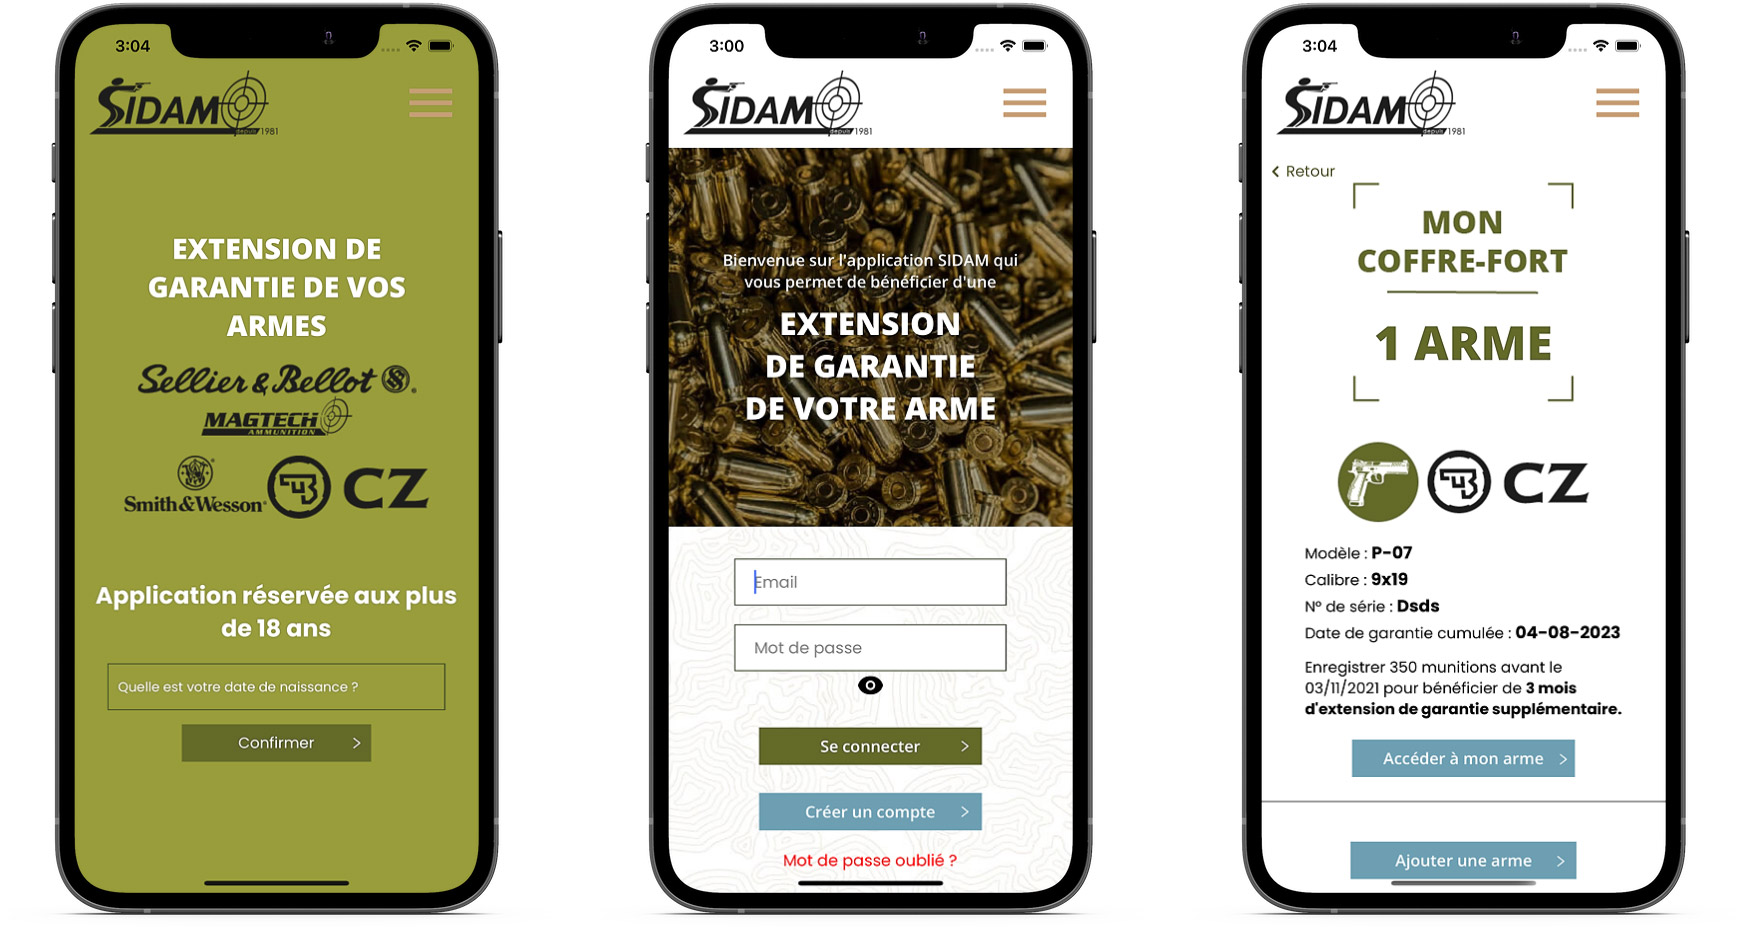 3:04
SIDAM
depuis 1981
EXTENSION DE
GARANTIE DE VOS
ARMES
Sellier & Bellot S&B®
MAGTECH
AMMUNITION
Smith & Wesson®
CZ
Application réservée aux plus
de 18 ans
Quelle est votre date de naissance ?
Confirmer >
3:00
SIDAM
depuis 1981
Bienvenue sur l'application SIDAM qui
vous permet de bénéficier d'une
EXTENSION
DE GARANTIE
DE VOTRE ARME
Email
Mot de passe
Se connecter >
Créer un compte >
Mot de passe oublié ?
3:04
SIDAM
depuis 1981
< Retour
MON
COFFRE-FORT
1 ARME
CZ
Modèle : P-07
Calibre : 9x19
N° de série : Dsds
Date de garantie cumulée : 04-08-2023
Enregistrer 350 munitions avant le
03/11/2021 pour bénéficier de 3 mois
d'extension de garantie supplémentaire.
Accéder à mon arme >
Ajouter une arme >